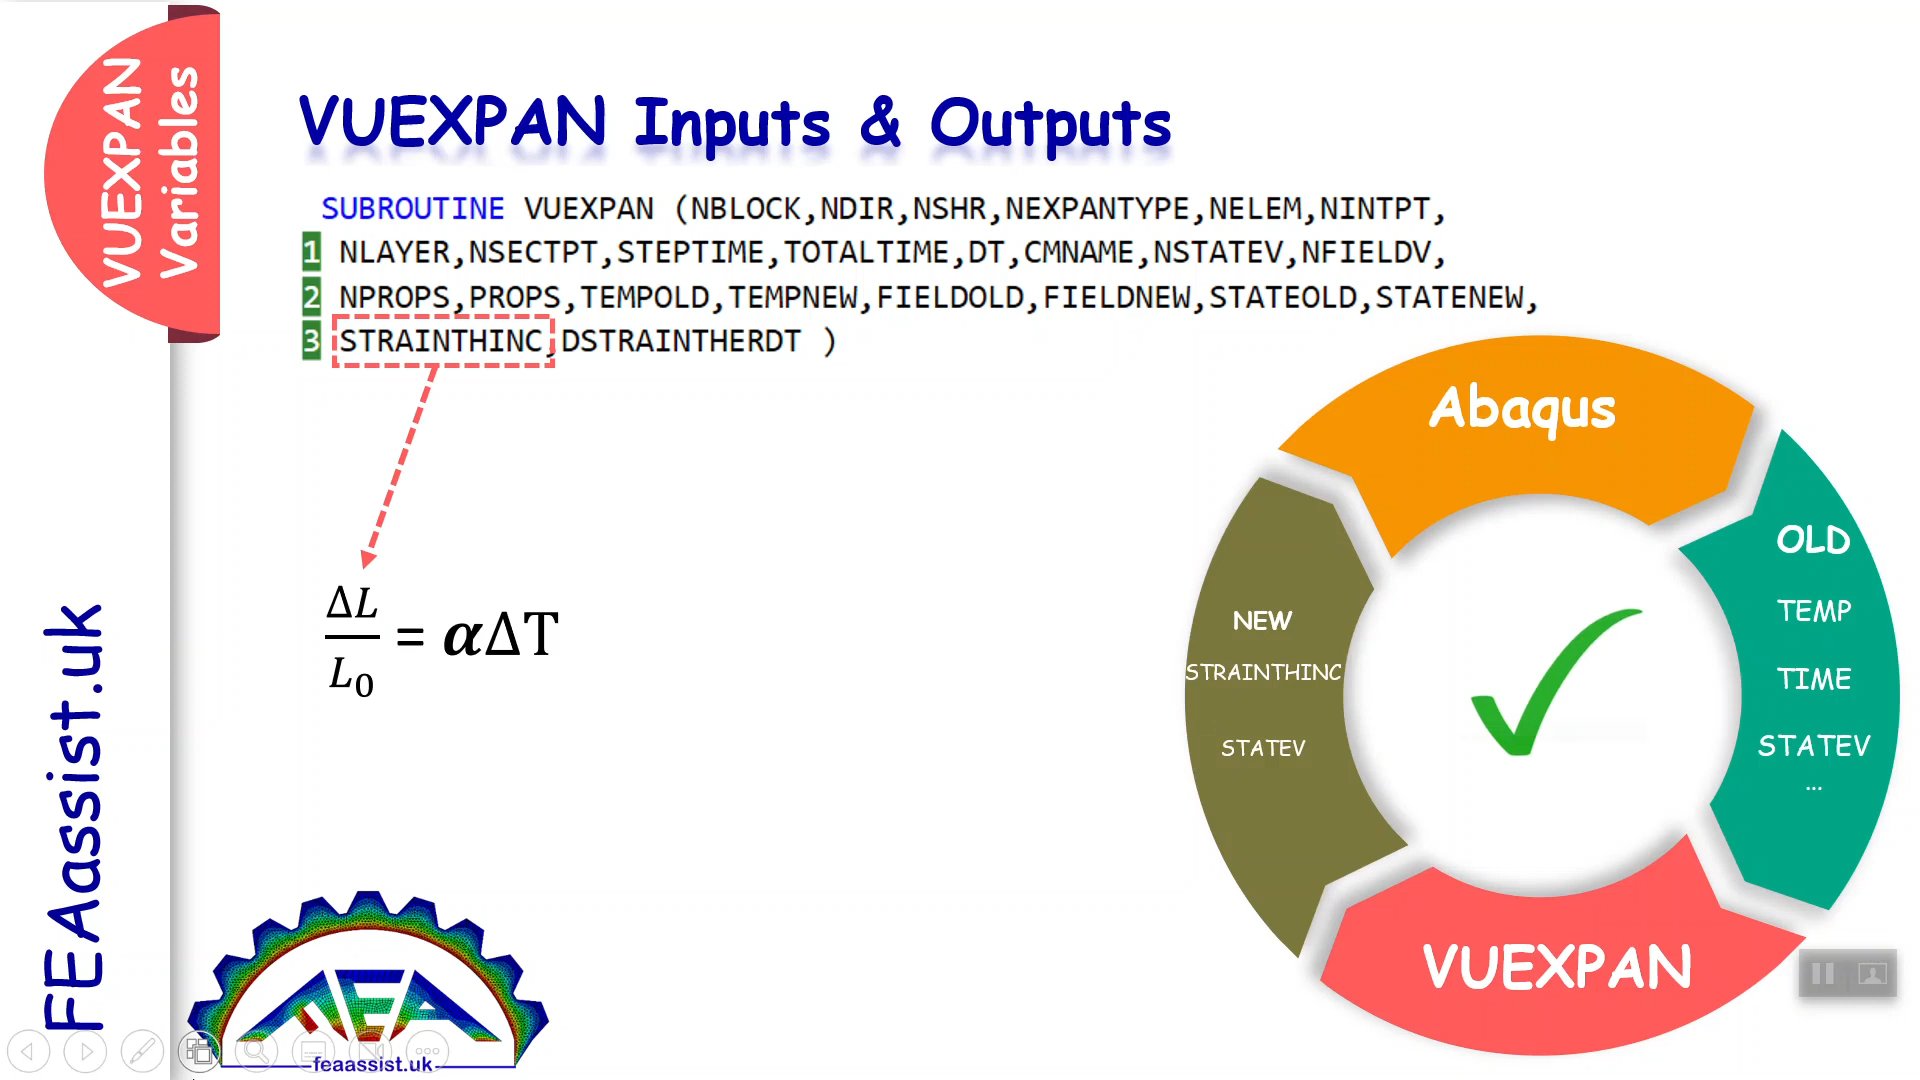 VUEXPAN
Variables
VUEXPAN Inputs & Outputs
SUBROUTINE VUEXPAN (NBLOCK,NDIR,NSHR,NEXPANTYPE,NELEM,NINTPT,
1 NLAYER,NSECTPT,STEPTIME,TOTALTIME,DT,CMNAME,NSTATEV,NFIELDV,
2 NPROPS,PROPS,TEMPOLD,TEMPNEW,FIELDOLD,FIELDNEW,STATEOLD,STATENEW,
3 STRAINTHINC,DSTRAINTHERDT )
ΔL/L₀ = αΔT
Abaqus
OLD
TEMP
TIME
STATEV
...
VUEXPAN
NEW
STRAINTHINC
STATEV
FEAassist.uk
FEA
feaassist.uk